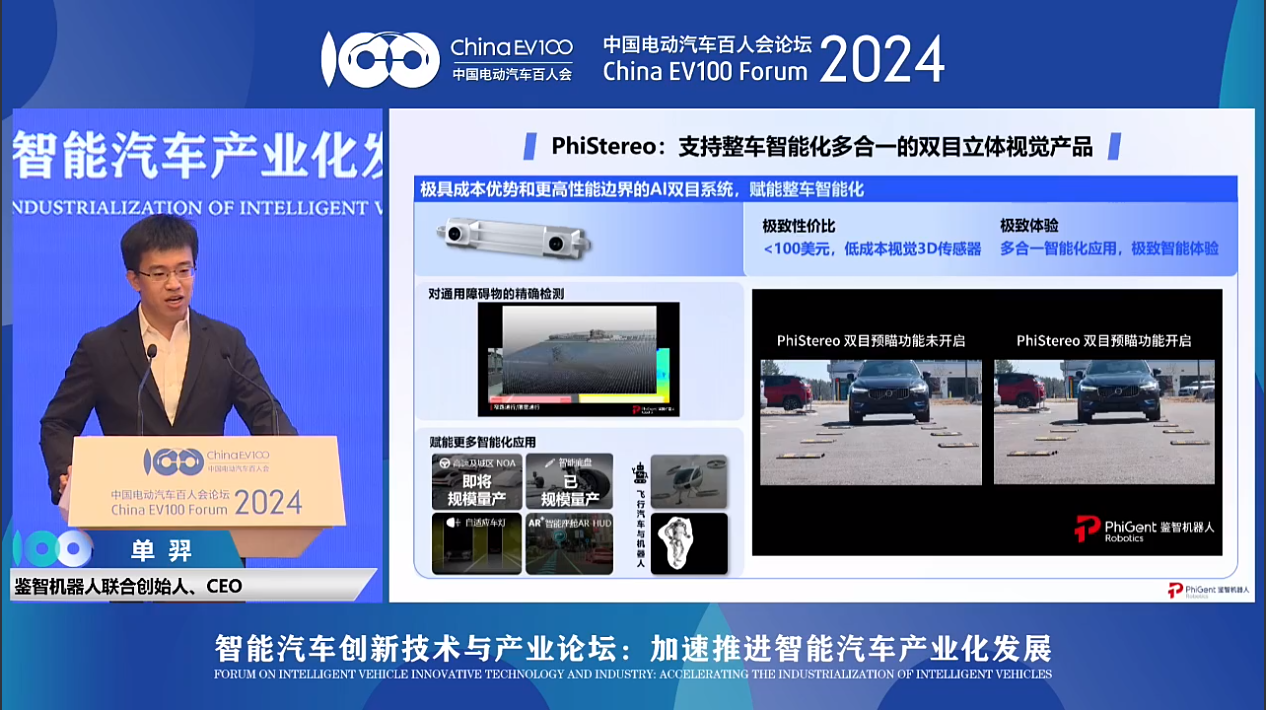 100 China EV100
中国电动汽车百人会
中国电动汽车百人会论坛
China EV100 Forum 2024
智能汽车产业化发
INDUSTRIALIZATION OF INTELLIGENT V
China EV100
中国电动汽车百人会
中国电动汽车百人会论坛
China EV100 Forum 2024
单 羿
鉴智机器人联合创始人、CEO
PhiStereo：支持整车智能化多合一的双目立体视觉产品
极具成本优势和更高性能边界的AI双目系统，赋能整车智能化
极致性价比
<100美元，低成本视觉3D传感器
极致体验
多合一智能化应用，极致智能体验
对通用障碍物的精确检测
赋能更多智能化应用
高速及城区 NOA
即将
规模量产
智能底盘
已
规模量产
自适应车灯
AR 智能座舱AR-HUD
飞行汽车与机器人
PhiStereo 双目预瞄功能未开启
PhiStereo 双目预瞄功能开启
PhiGent 鉴智机器人
Robotics
PhiGent 鉴智机器人
Robotics
智能汽车创新技术与产业论坛：加速推进智能汽车产业化发展
FORUM ON INTELLIGENT VEHICLE INNOVATIVE TECHNOLOGY AND INDUSTRY: ACCELERATING THE INDUSTRIALIZATION OF INTELLIGENT VEHICLES